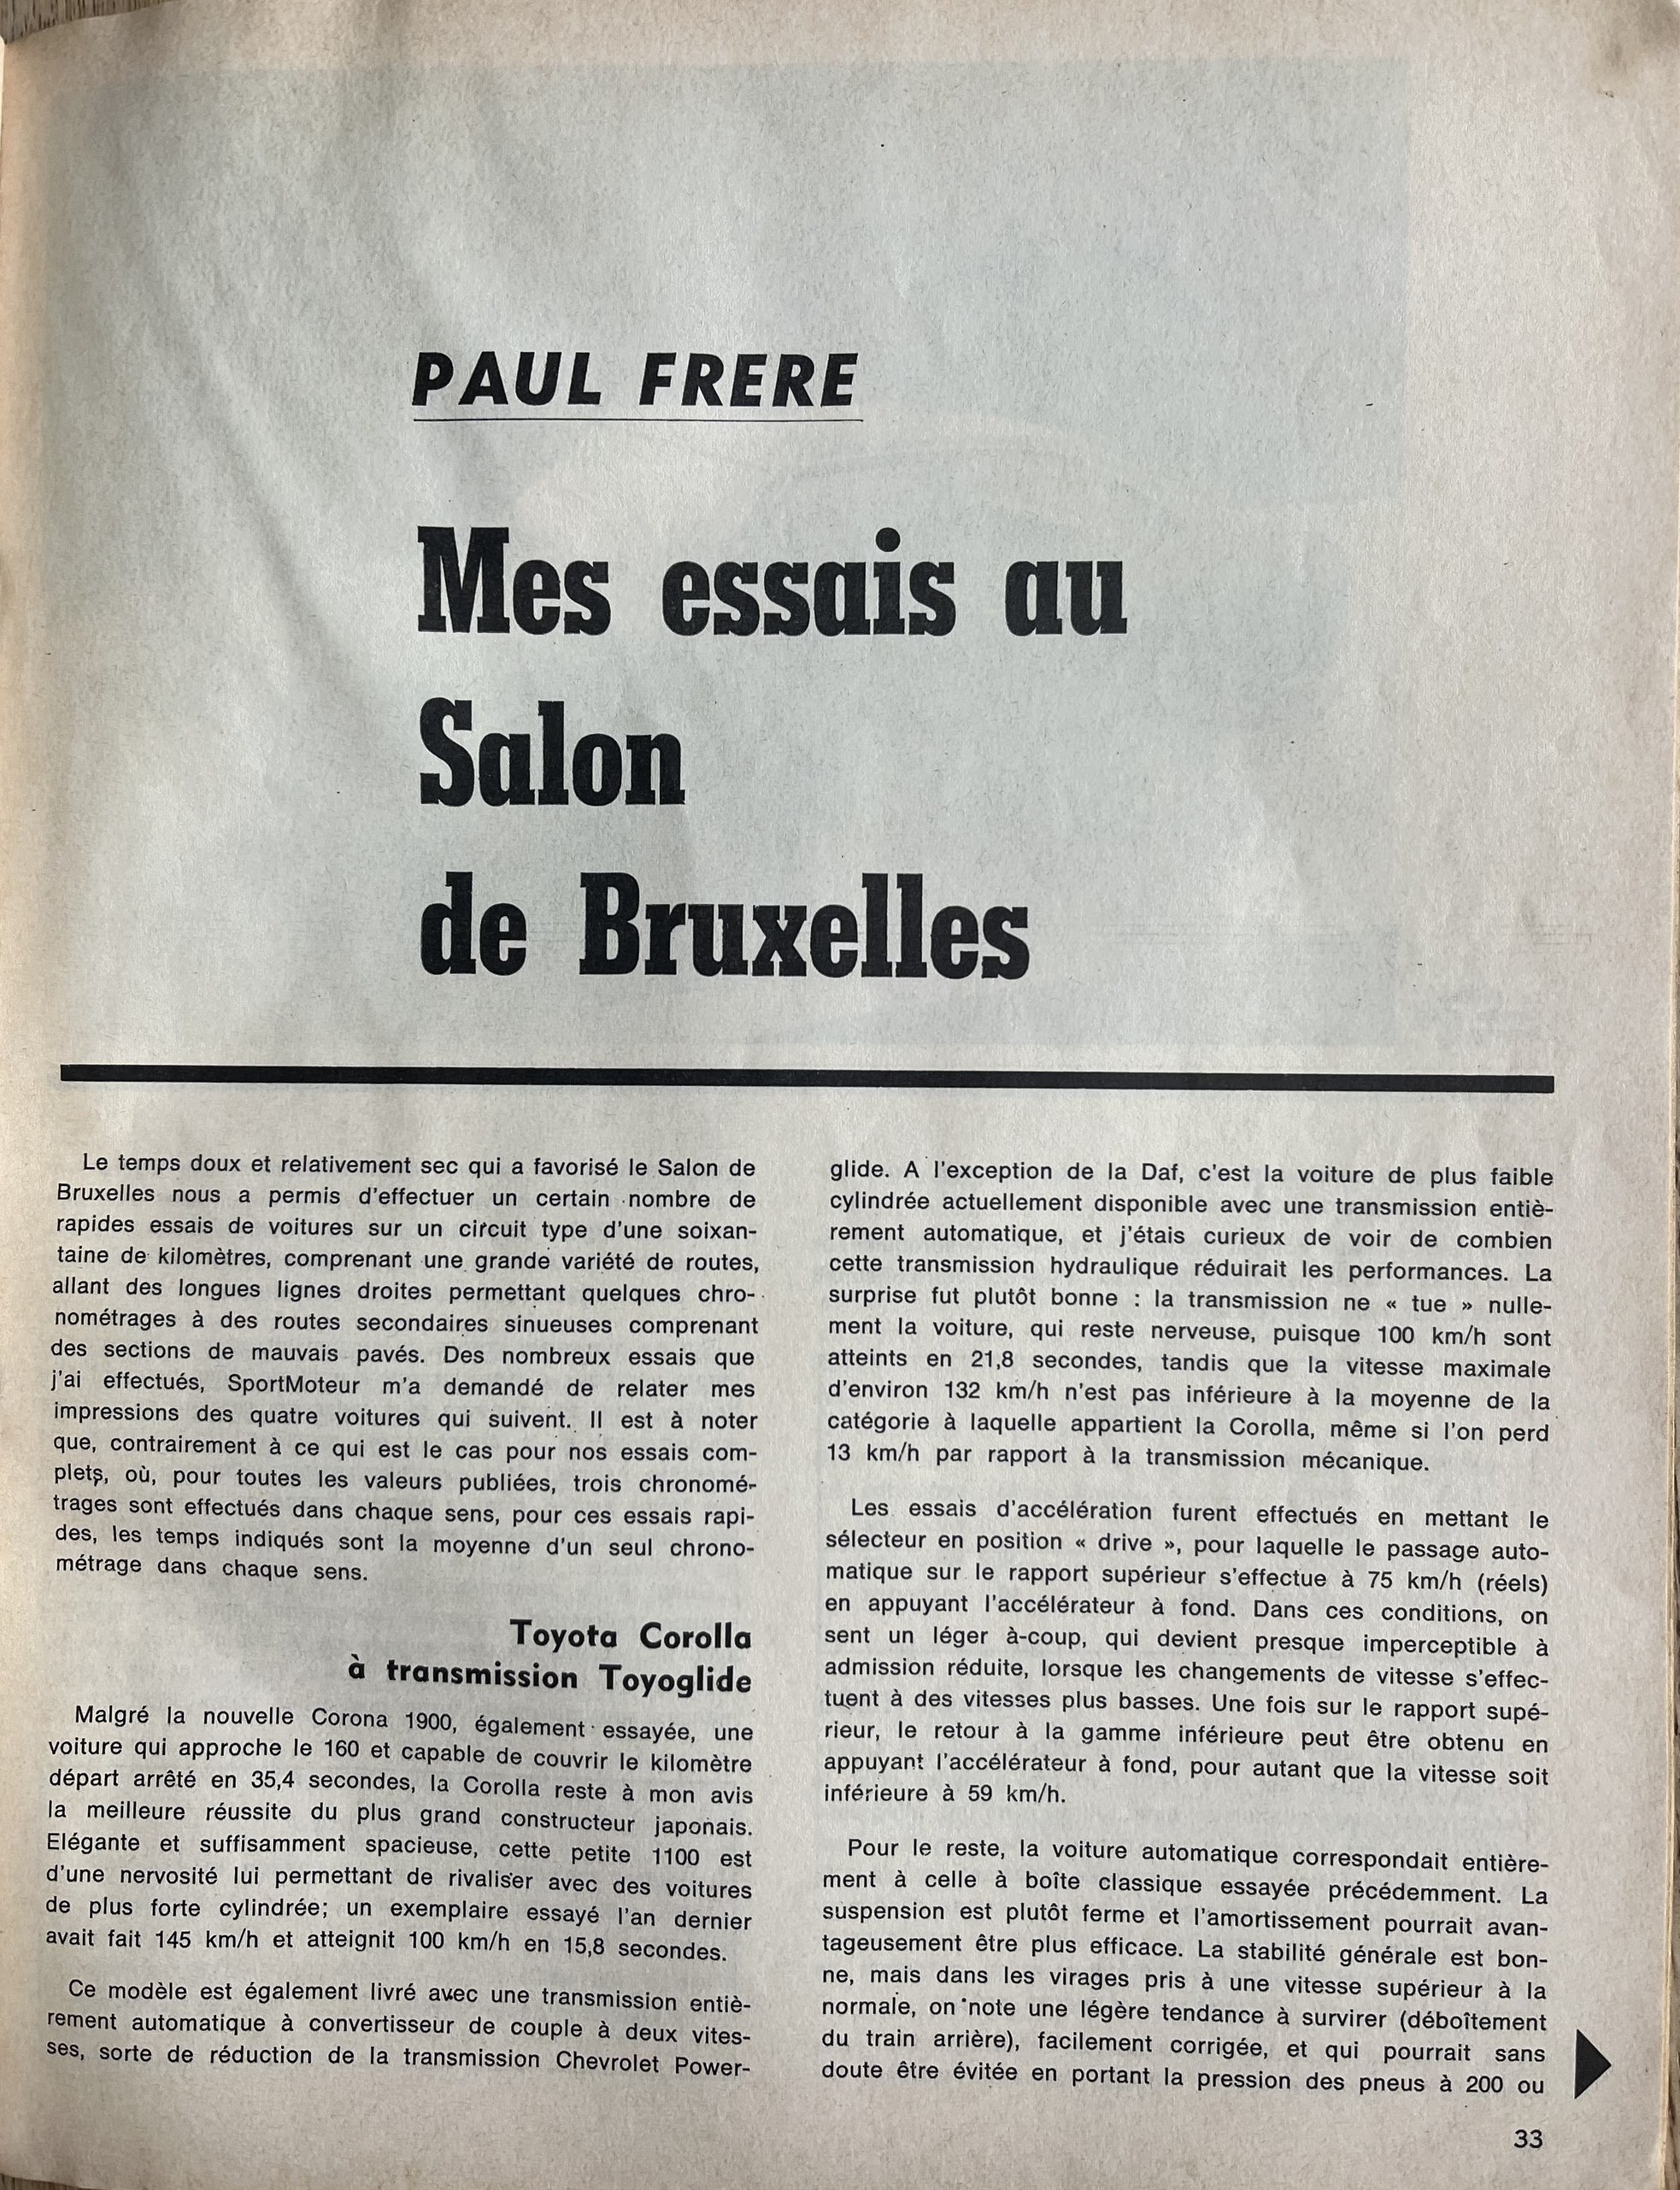 PAUL FRERE
Mes essais au
Salon
de Bruxelles
Le temps doux et relativement sec qui a favorisé le Salon de
Bruxelles nous a permis d'effectuer un certain nombre de
rapides essais de voitures sur un circuit type d'une soixan-
taine de kilomètres, comprenant une grande variété de routes,
allant des longues lignes droites permettant quelques chro-
nométrages à des routes secondaires sinueuses comprenant
des sections de mauvais pavés. Des nombreux essais que
j'ai effectués, SportMoteur m'a demandé de relater mes
impressions des quatre voitures qui suivent. Il est à noter
que, contrairement à ce qui est le cas pour nos essais com-
plets, où, pour toutes les valeurs publiées, trois chronomé-
trages sont effectués dans chaque sens, pour ces essais rapi-
des, les temps indiqués sont la moyenne d'un seul chrono-
métrage dans chaque sens.
Toyota Corolla
à transmission Toyoglide
Malgré la nouvelle Corona 1900, également essayée, une
voiture qui approche le 160 et capable de couvrir le kilomètre
départ arrêté en 35,4 secondes, la Corolla reste à mon avis
la meilleure réussite du plus grand constructeur japonais.
Elégante et suffisamment spacieuse, cette petite 1100 est
d'une nervosité lui permettant de rivaliser avec des voitures
de plus forte cylindrée; un exemplaire essayé l'an dernier
avait fait 145 km/h et atteignit 100 km/h en 15,8 secondes.
Ce modèle est également livré avec une transmission entiè-
rement automatique à convertisseur de couple à deux vites-
ses, sorte de réduction de la transmission Chevrolet Power-
glide. A l'exception de la Daf, c'est la voiture de plus faible
cylindrée actuellement disponible avec une transmission entiè-
rement automatique, et j'étais curieux de voir de combien
cette transmission hydraulique réduirait les performances. La
surprise fut plutôt bonne : la transmission ne « tue » nulle-
ment la voiture, qui reste nerveuse, puisque 100 km/h sont
atteints en 21,8 secondes, tandis que la vitesse maximale
d'environ 132 km/h n'est pas inférieure à la moyenne de la
catégorie à laquelle appartient la Corolla, même si l'on perd
13 km/h par rapport à la transmission mécanique.
Les essais d'accélération furent effectués en mettant le
sélecteur en position « drive », pour laquelle le passage auto-
matique sur le rapport supérieur s'effectue à 75 km/h (réels)
en appuyant l'accélérateur à fond. Dans ces conditions, on
sent un léger à-coup, qui devient presque imperceptible à
admission réduite, lorsque les changements de vitesse s'effec-
tuent à des vitesses plus basses. Une fois sur le rapport supé-
rieur, le retour à la gamme inférieure peut être obtenu en
appuyant l'accélérateur à fond, pour autant que la vitesse soit
inférieure à 59 km/h.
Pour le reste, la voiture automatique correspondait entière-
ment à celle à boîte classique essayée précédemment. La
suspension est plutôt ferme et l'amortissement pourrait avan-
tageusement être plus efficace. La stabilité générale est bon-
ne, mais dans les virages pris à une vitesse supérieur à la
normale, on note une légère tendance à survirer (déboîtement
du train arrière), facilement corrigée, et qui pourrait sans
doute être évitée en portant la pression des pneus à 200 ou
33